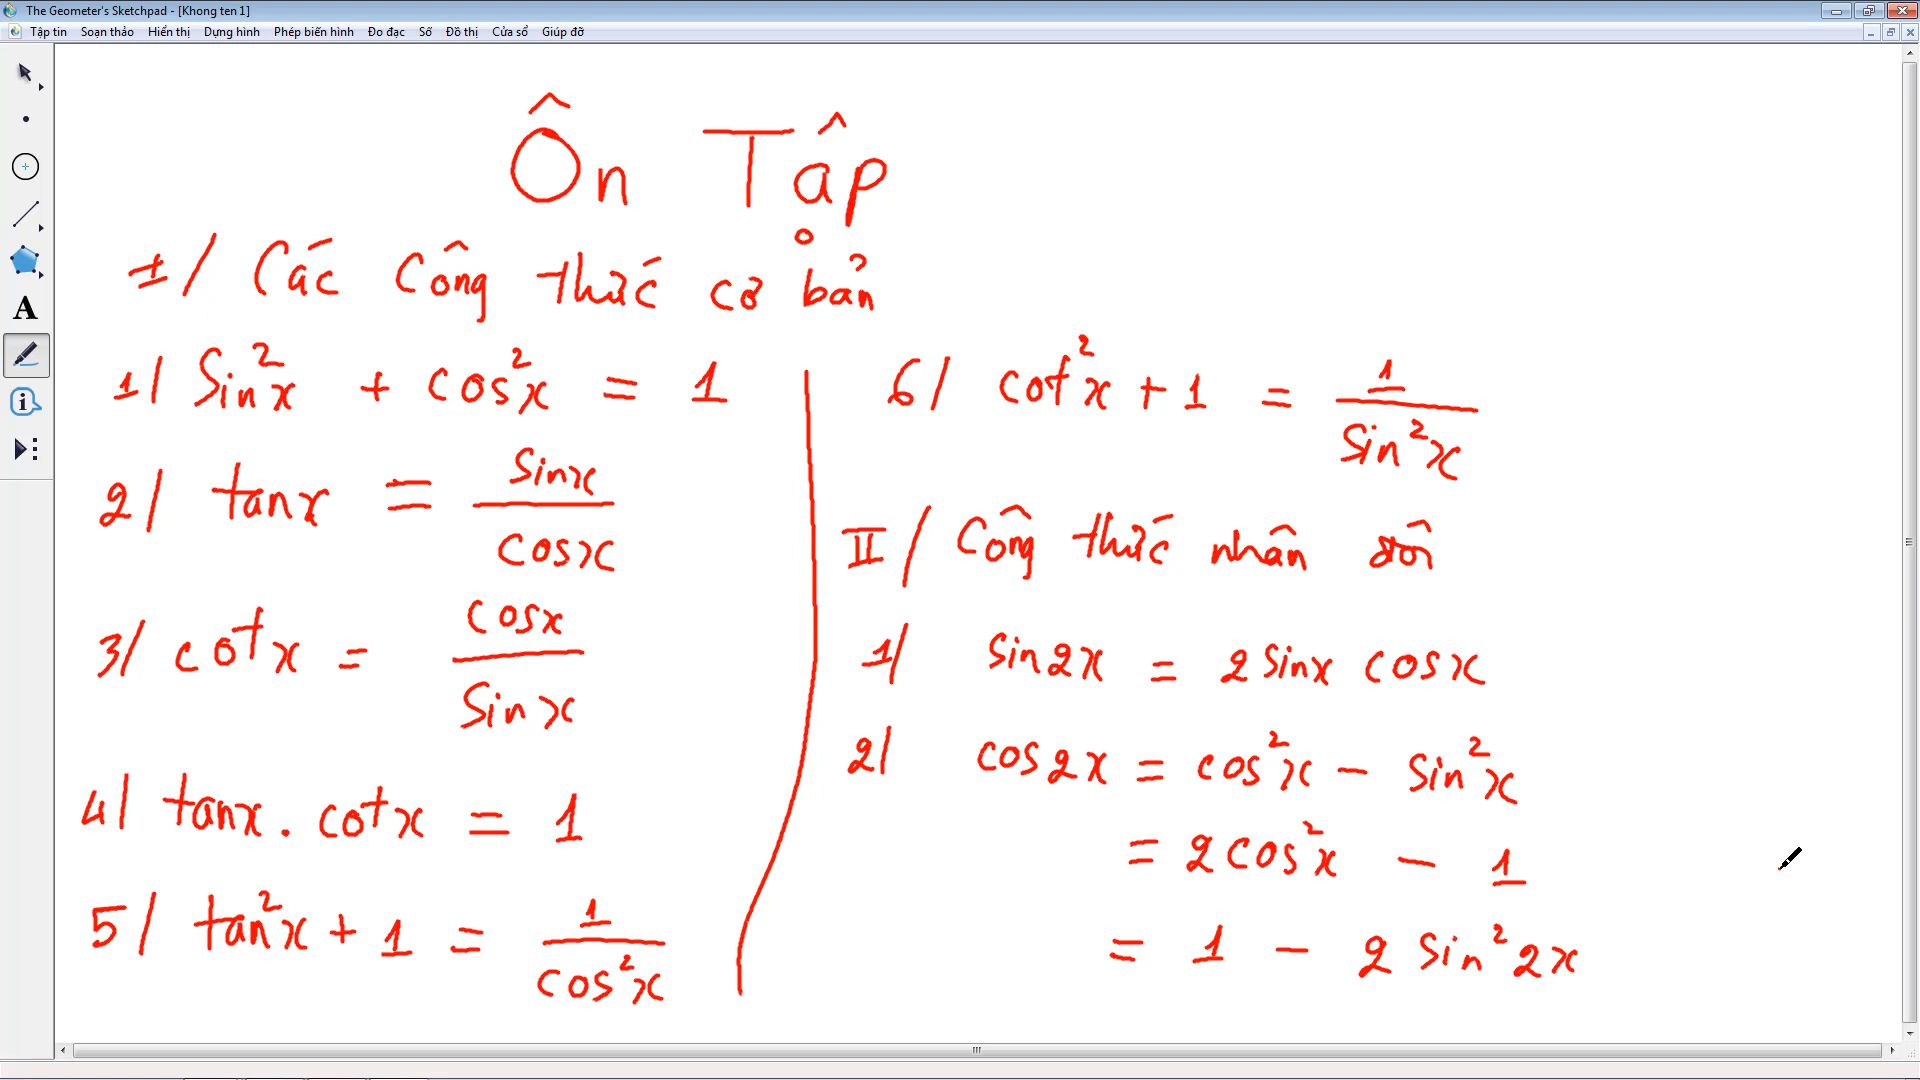 The Geometer's Sketchpad - [Khong ten 1]
Tập tin Soạn thảo Hiển thị Dựng hình Phép biến hình Đo đạc Số Đồ thị Cửa sổ Giúp đỡ
A
Ôn Tập
I/ Các Công thức cơ bản
1/ Sin²x + cos²x = 1
2/ tanx = sinx / cosx
3/ cotx = cosx / sinx
4/ tanx . cotx = 1
5/ tan²x + 1 = 1 / cos²x
6/ cot²x + 1 = 1 / sin²x
II/ Công thức nhân đôi
1/ sin2x = 2sinx cosx
2/ cos2x = cos²x - sin²x
= 2cos²x - 1
= 1 - 2 sin²2x